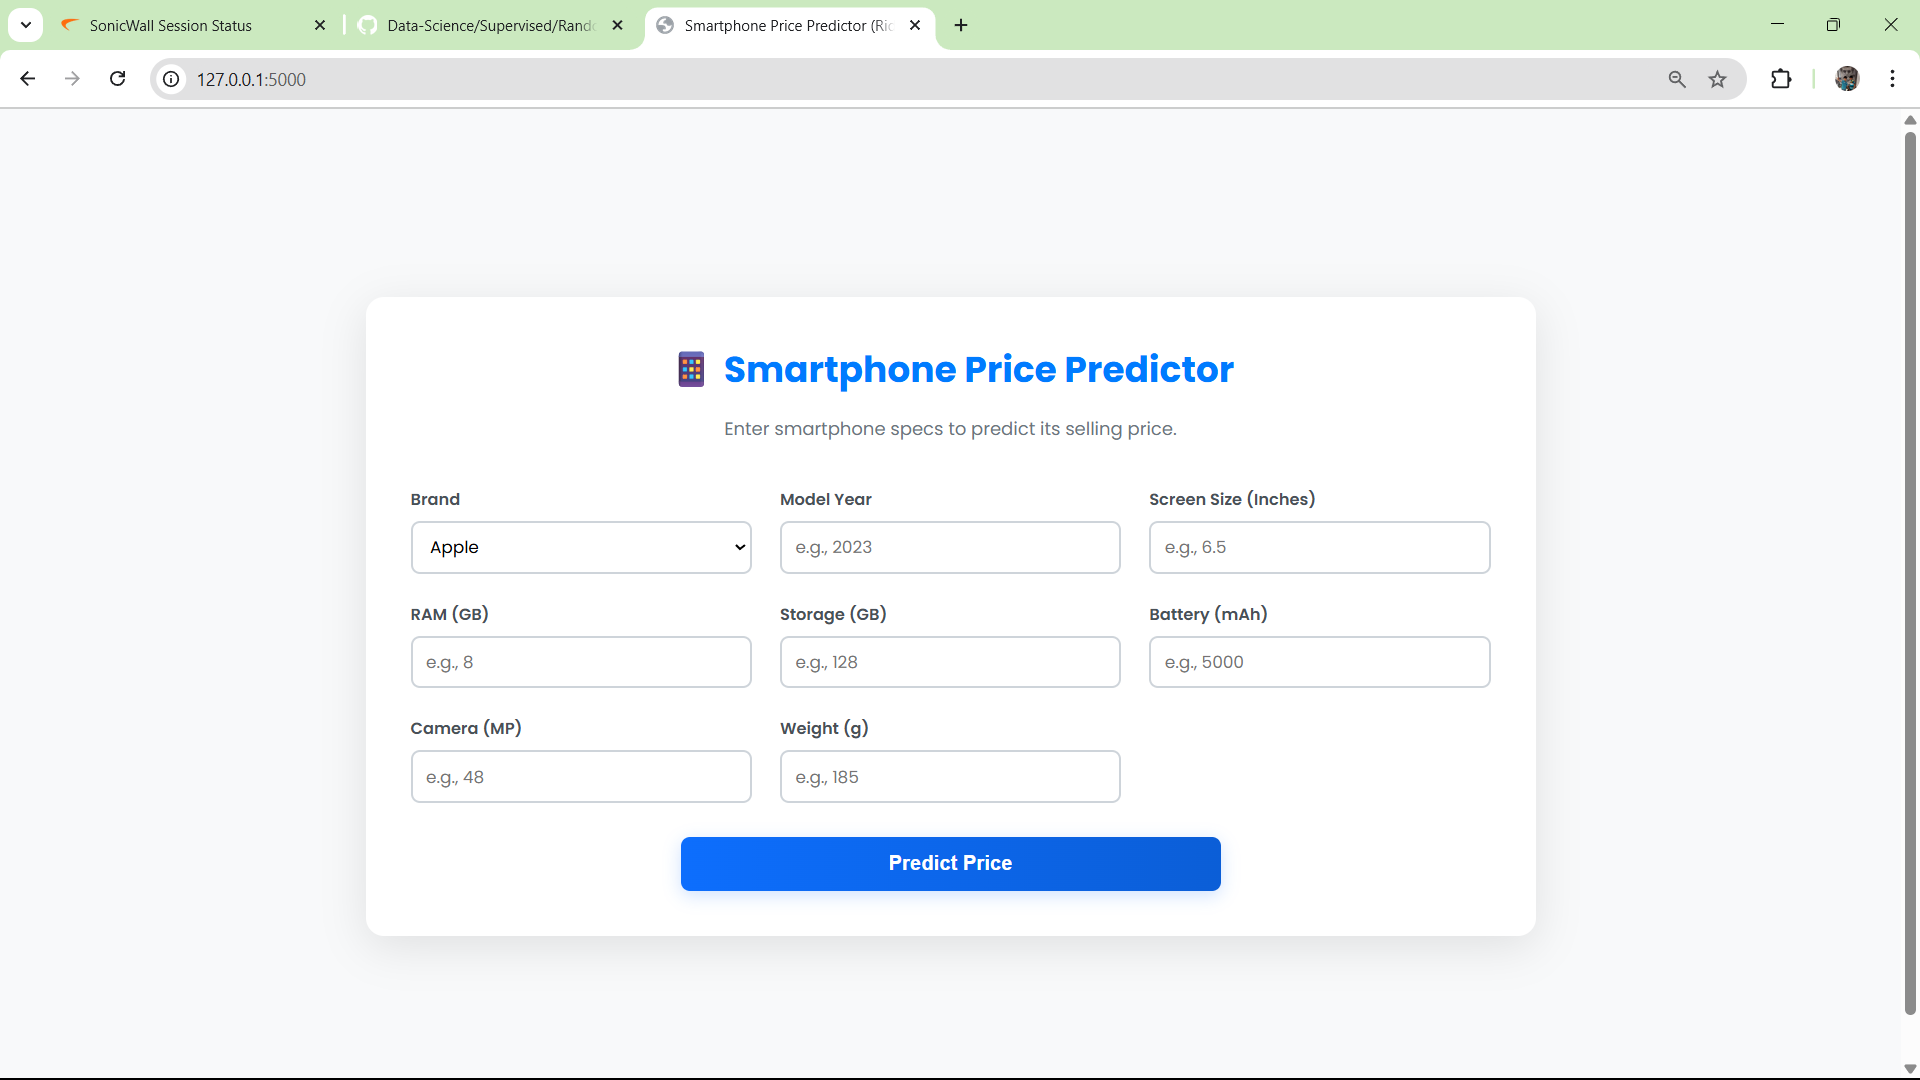 SonicWall Session Status
Data-Science/Supervised/Rand
Smartphone Price Predictor (Ri
127.0.0.1:5000
Smartphone Price Predictor
Enter smartphone specs to predict its selling price.
Brand
Model Year
Screen Size (Inches)
Apple
e.g., 2023
e.g., 6.5
RAM (GB)
Storage (GB)
Battery (mAh)
e.g., 8
e.g., 128
e.g., 5000
Camera (MP)
Weight (g)
e.g., 48
e.g., 185
Predict Price